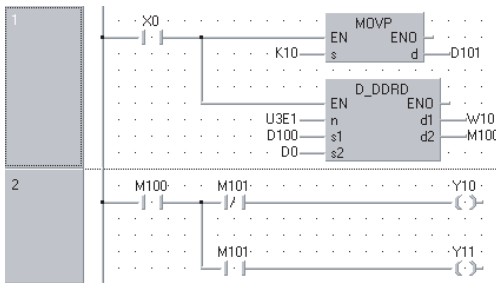 1
X0
MOVP
EN ENO
K10 s d D101
D_DDRD
EN ENO
U3E1 n d1 W10
D100 s1 d2 M100
D0 s2
2
M100 M101 Y10
M101 Y11